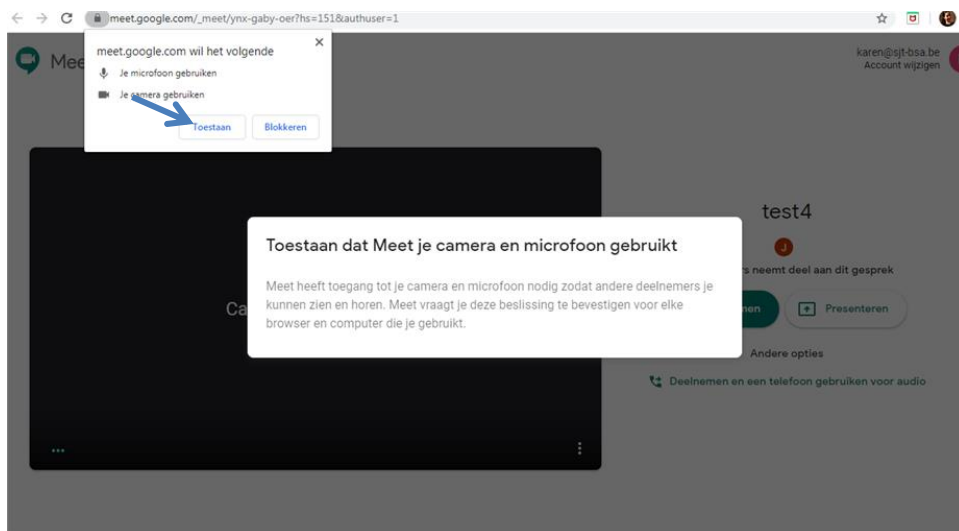 meet.google.com/_meet/ynx-gaby-oer?hs=151&authuser=1
meet.google.com wil het volgende
Je microfoon gebruiken
Je camera gebruiken
Toestaan Blokkeren
karen@sjt-bsa.be
Account wijzigen
Toestaan dat Meet je camera en microfoon gebruikt
Meet heeft toegang tot je camera en microfoon nodig zodat andere deelnemers je
kunnen zien en horen. Meet vraagt je deze beslissing te bevestigen voor elke
browser en computer die je gebruikt.
test4
J
neemt deel aan dit gesprek
Presenteren
Andere opties
Deelnemen en een telefoon gebruiken voor audio